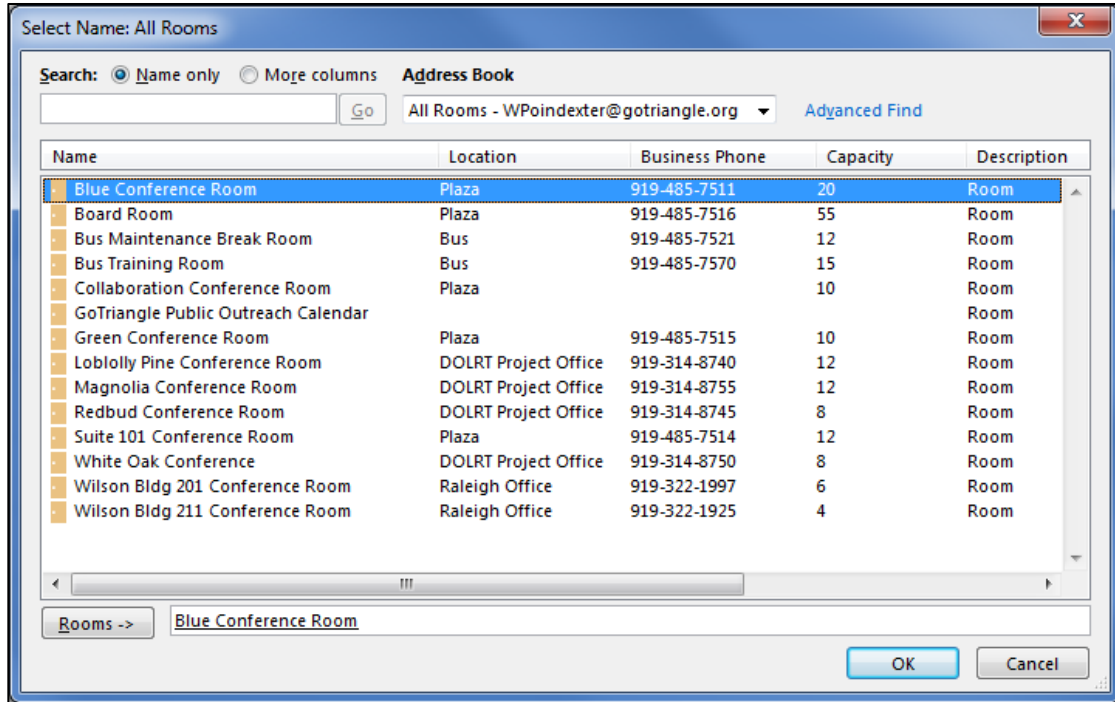 Select Name: All Rooms
Search: Name only More columns Address Book
Go All Rooms - WPoindexter@gotriangle.org Advanced Find
Name Location Business Phone Capacity Description
Blue Conference Room Plaza 919-485-7511 20 Room
Board Room Plaza 919-485-7516 55 Room
Bus Maintenance Break Room Bus 919-485-7521 12 Room
Bus Training Room Bus 919-485-7570 15 Room
Collaboration Conference Room Plaza 10 Room
GoTriangle Public Outreach Calendar Room
Green Conference Room Plaza 919-485-7515 10 Room
Loblolly Pine Conference Room DOLRT Project Office 919-314-8740 12 Room
Magnolia Conference Room DOLRT Project Office 919-314-8755 12 Room
Redbud Conference Room DOLRT Project Office 919-314-8745 8 Room
Suite 101 Conference Room Plaza 919-485-7514 12 Room
White Oak Conference DOLRT Project Office 919-314-8750 8 Room
Wilson Bldg 201 Conference Room Raleigh Office 919-322-1997 6 Room
Wilson Bldg 211 Conference Room Raleigh Office 919-322-1925 4 Room
Rooms -> Blue Conference Room
OK Cancel